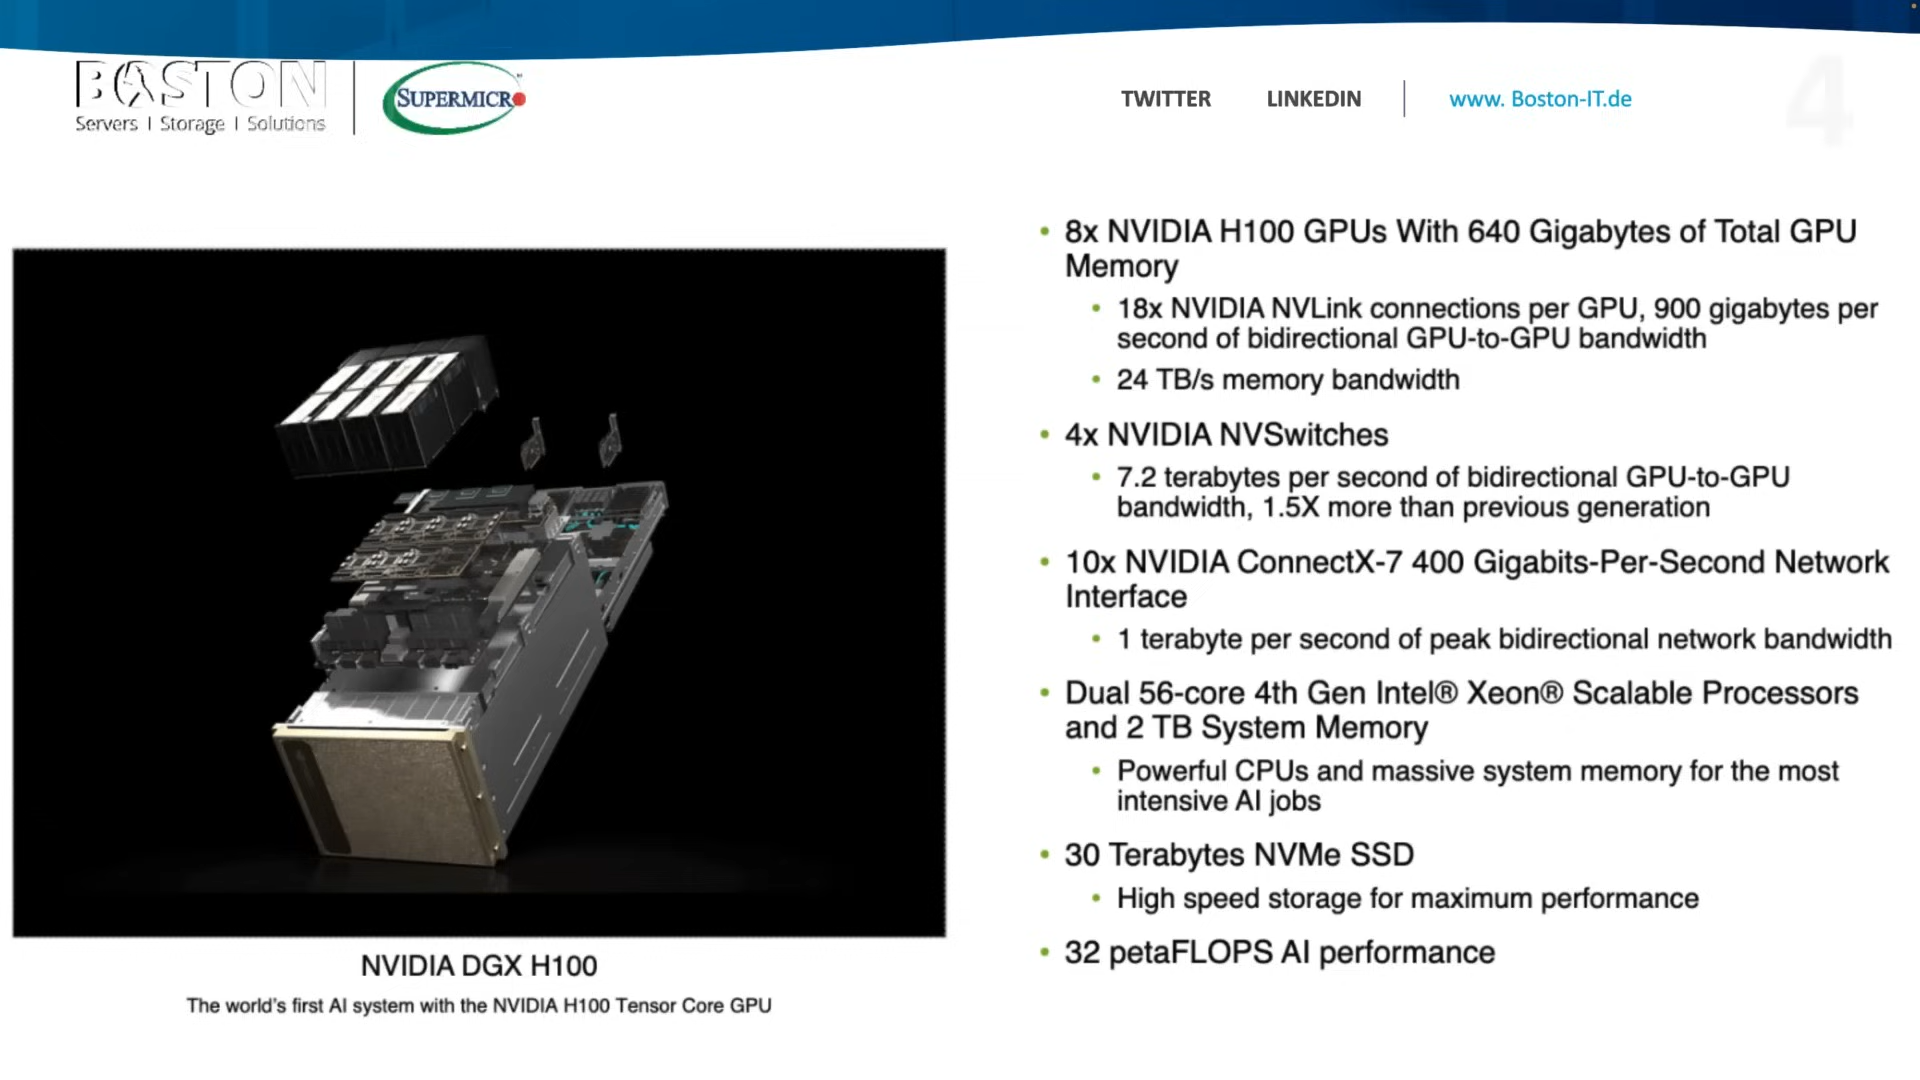 BOSTON
Servers | Storage | Solutions
SUPERMICRO
TWITTER
LINKEDIN
www. Boston-IT.de
4
• 8x NVIDIA H100 GPUs With 640 Gigabytes of Total GPU
Memory
• 18x NVIDIA NVLink connections per GPU, 900 gigabytes per
second of bidirectional GPU-to-GPU bandwidth
• 24 TB/s memory bandwidth
• 4x NVIDIA NVSwitches
• 7.2 terabytes per second of bidirectional GPU-to-GPU
bandwidth, 1.5X more than previous generation
• 10x NVIDIA ConnectX-7 400 Gigabits-Per-Second Network
Interface
• 1 terabyte per second of peak bidirectional network bandwidth
• Dual 56-core 4th Gen Intel® Xeon® Scalable Processors
and 2 TB System Memory
• Powerful CPUs and massive system memory for the most
intensive AI jobs
• 30 Terabytes NVMe SSD
• High speed storage for maximum performance
• 32 petaFLOPS AI performance
NVIDIA DGX H100
The world's first AI system with the NVIDIA H100 Tensor Core GPU